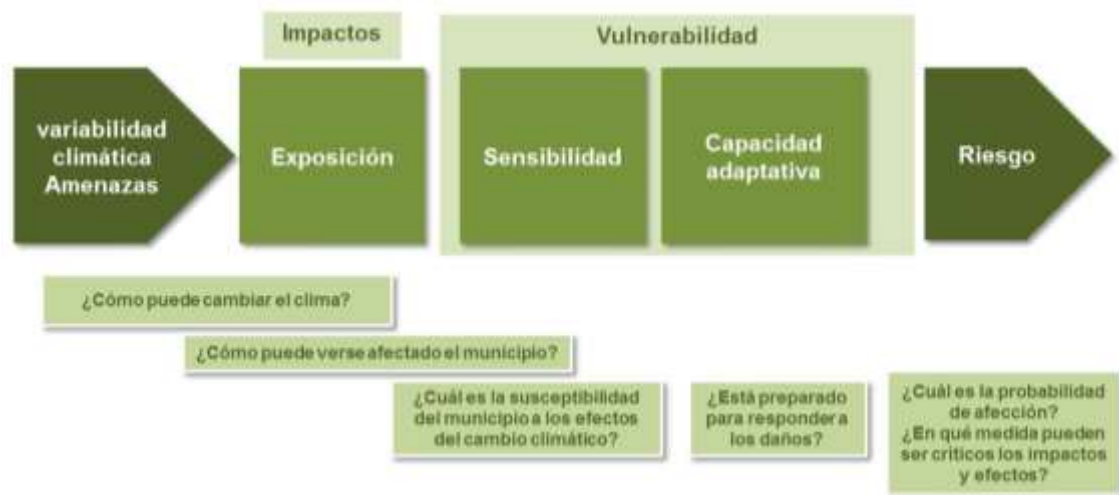 Impactos
Vulnerabilidad
variabilidad
climática
Amenazas
Exposición
Sensibilidad
Capacidad
adaptativa
Riesgo
¿Cómo puede cambiar el clima?
¿Cómo puede verse afectado el municipio?
¿Cuál es la susceptibilidad
del municipio a los efectos
del cambio climático?
¿Está preparado
para responder a
los daños?
¿Cuál es la probabilidad
de afección?
¿En qué medida pueden
ser críticos los impactos
y efectos?